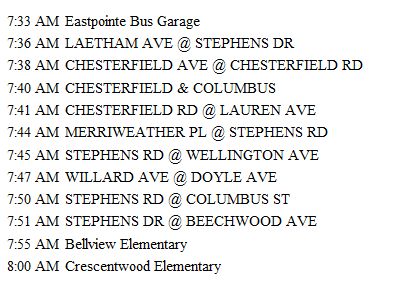 7:33 AM Eastpointe Bus Garage
7:36 AM LAETHAM AVE @ STEPHENS DR
7:38 AM CHESTERFIELD AVE @ CHESTERFIELD RD
7:40 AM CHESTERFIELD & COLUMBUS
7:41 AM CHESTERFIELD RD @ LAUREN AVE
7:44 AM MERRIWEATHER PL @ STEPHENS RD
7:45 AM STEPHENS RD @ WELLINGTON AVE
7:47 AM WILLARD AVE @ DOYLE AVE
7:50 AM STEPHENS RD @ COLUMBUS ST
7:51 AM STEPHENS DR @ BEECHWOOD AVE
7:55 AM Bellview Elementary
8:00 AM Crescentwood Elementary